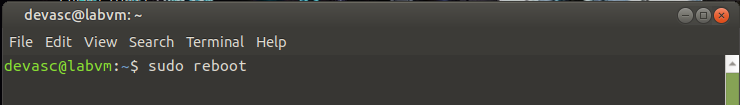 devasc@labvm: ~
File Edit View Search Terminal Help
devasc@labvm:~$ sudo reboot